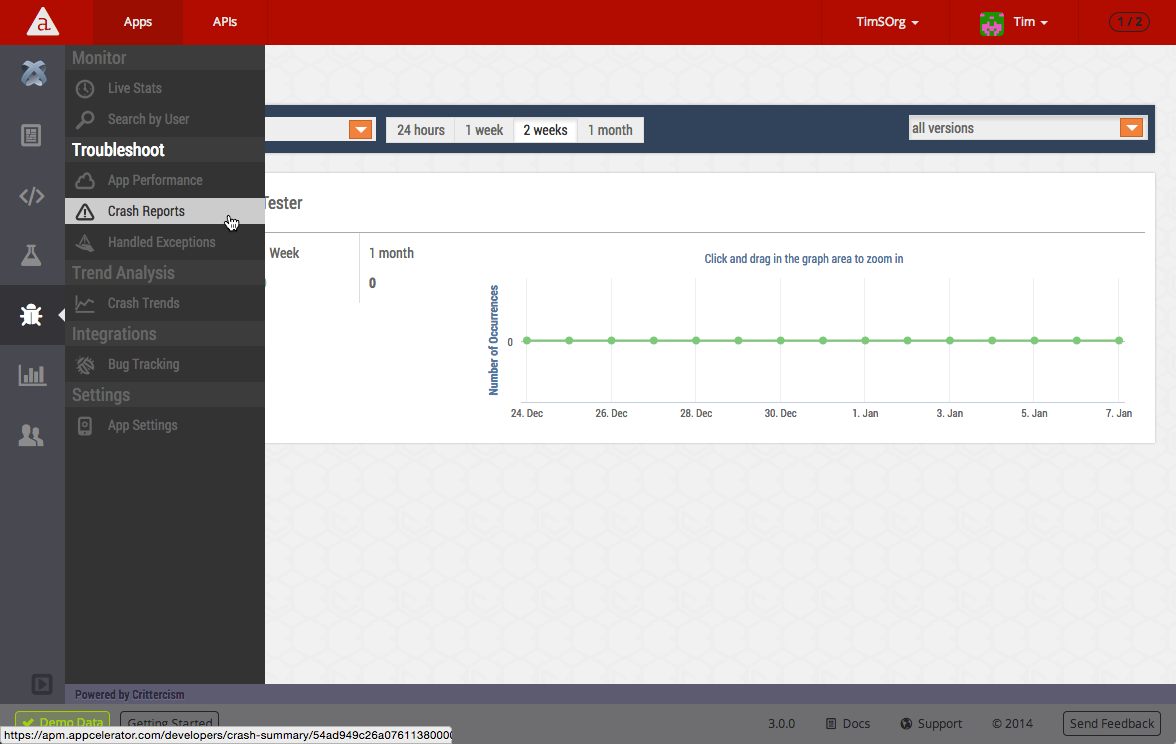 a Apps APIs TimSOrg Tim 1 / 2
Monitor
Live Stats
Search by User
Troubleshoot
App Performance
Crash Reports
Handled Exceptions
Trend Analysis
Crash Trends
Integrations
Bug Tracking
Settings
App Settings
Powered by Crittercism
24 hours 1 week 2 weeks 1 month all versions
Tester
Week 1 month
0
Click and drag in the graph area to zoom in
Number of Occurrences
0
24. Dec 26. Dec 28. Dec 30. Dec 1. Jan 3. Jan 5. Jan 7. Jan
Demo Data Getting Started 3.0.0 Docs Support © 2014 Send Feedback
https://apm.appcelerator.com/developers/crash-summary/54ad949c26a07611380000